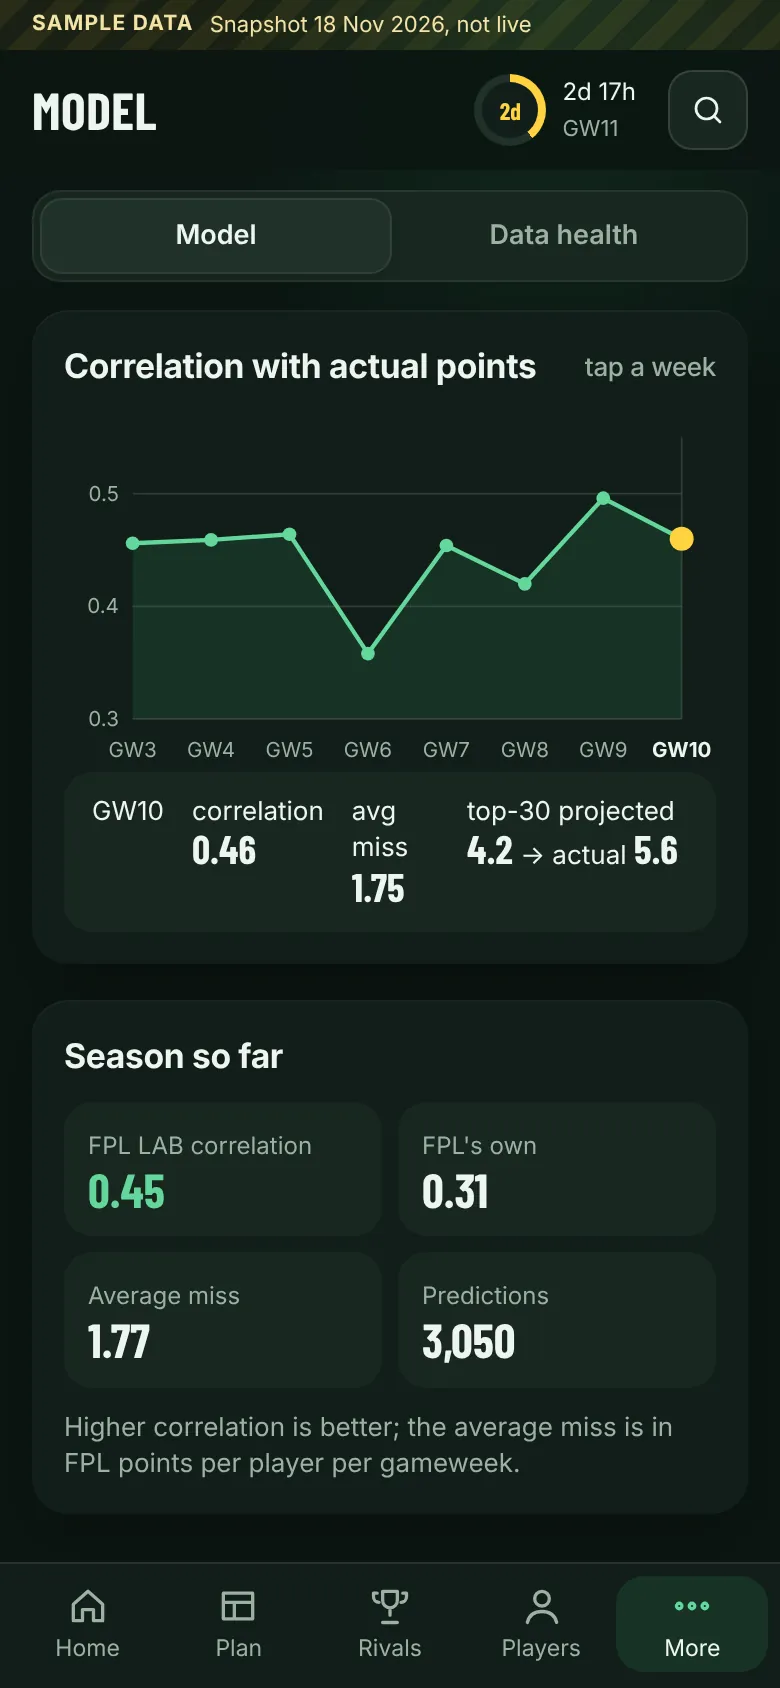 SAMPLE DATA Snapshot 18 Nov 2026, not live
MODEL
2d
2d 17h
GW11
Model
Data health
Correlation with actual points
tap a week
0.5
0.4
0.3
GW3 GW4 GW5 GW6 GW7 GW8 GW9 GW10
GW10
correlation
0.46
avg
miss
1.75
top-30 projected
4.2 → actual 5.6
Season so far
FPL LAB correlation
0.45
FPL's own
0.31
Average miss
1.77
Predictions
3,050
Higher correlation is better; the average miss is in
FPL points per player per gameweek.
Home
Plan
Rivals
Players
More